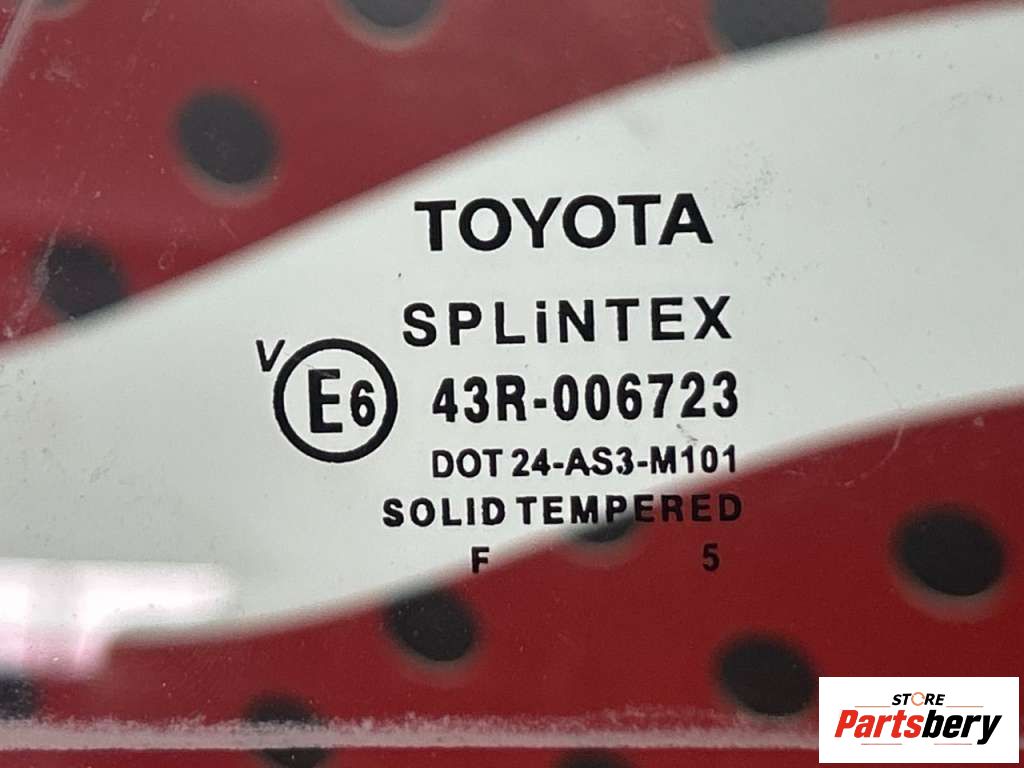 TOYOTA
SPLiNTEX
V E6 43R-006723
DOT 24-AS3-M101
SOLID TEMPERED
F 5
STORE
Partsbery